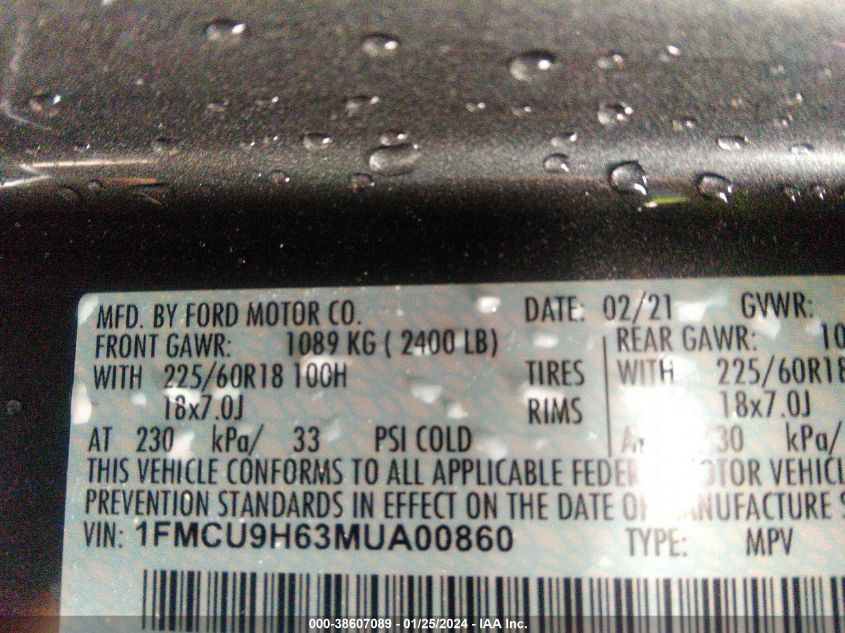 MFD. BY FORD MOTOR CO. DATE: 02/21 GVWR:
FRONT GAWR: 1089 KG ( 2400 LB) REAR GAWR: 10
WITH 225/60R18 100H TIRES WITH 225/60R18
18x7.0J RIMS 18x7.0J
AT 230 kPa/ 33 PSI COLD kPa/
THIS VEHICLE CONFORMS TO ALL APPLICABLE
PREVENTION STANDARDS IN EFFECT ON THE DATE
VIN: 1FMCU9H63MUA00860 TYPE: MPV
000-38607089 - 01/25/2024 - IAA Inc.